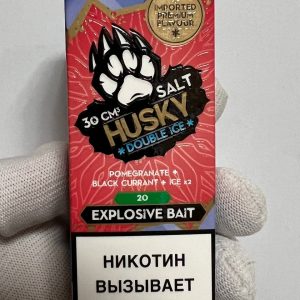 IMPORTED
PREMIUM
FLAVOUR
SALT
30 CM³
HUSKY
*DOUBLE ICE*
POMEGRANATE +
BLACK CURRANT + ICE x2
20
EXPLOSIVE BAIT
НИКОТИН
ВЫЗЫВАЕТ